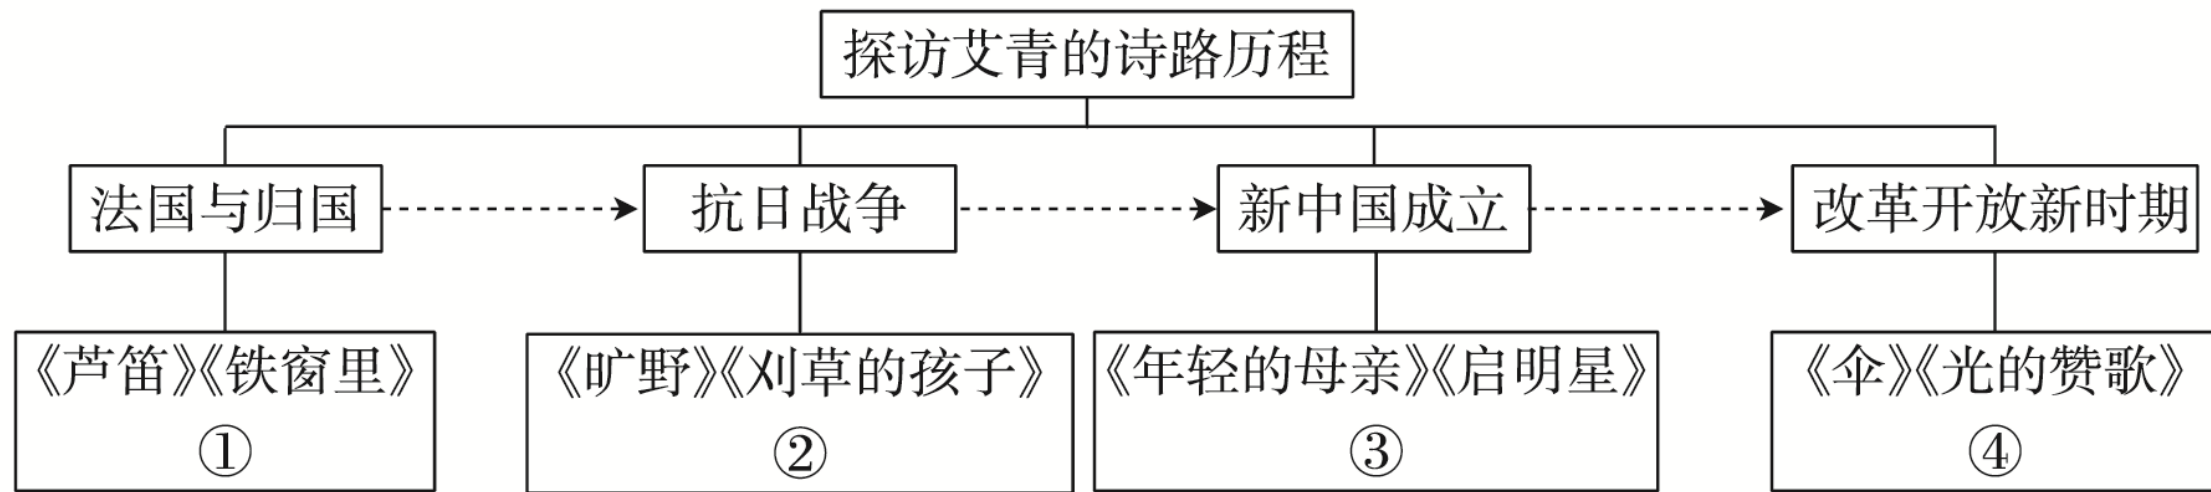 探访艾青的诗路历程
法国与归国
抗日战争
新中国成立
改革开放新时期
《芦笛》《铁窗里》
①
《旷野》《刈草的孩子》
②
《年轻的母亲》《启明星》
③
《伞》《光的赞歌》
④